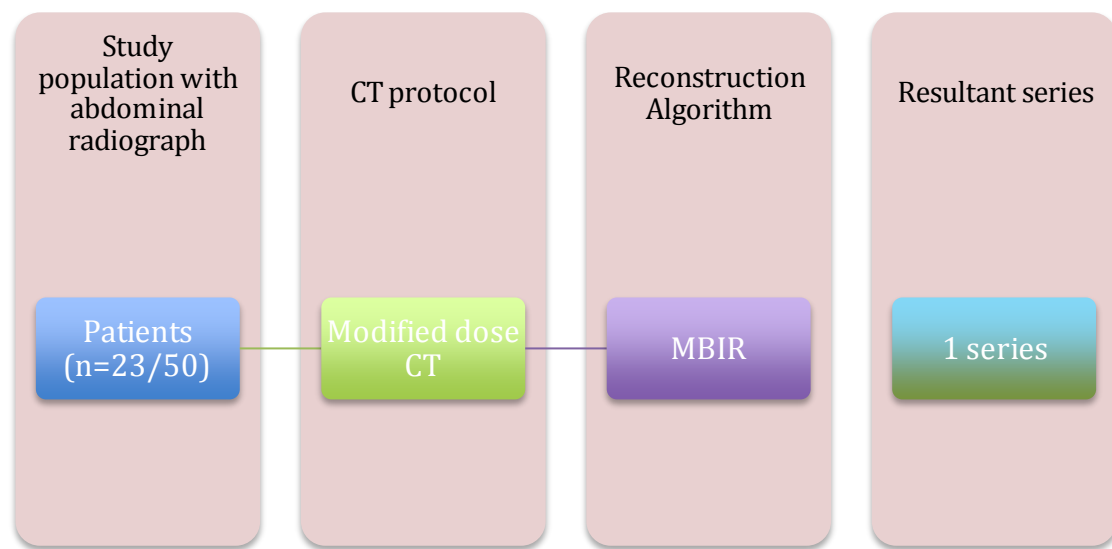 Study
population with
abdominal
radiograph
CT protocol
Reconstruction
Algorithm
Resultant series
Patients
(n=23/50)
Modified dose
CT
MBIR
1 series